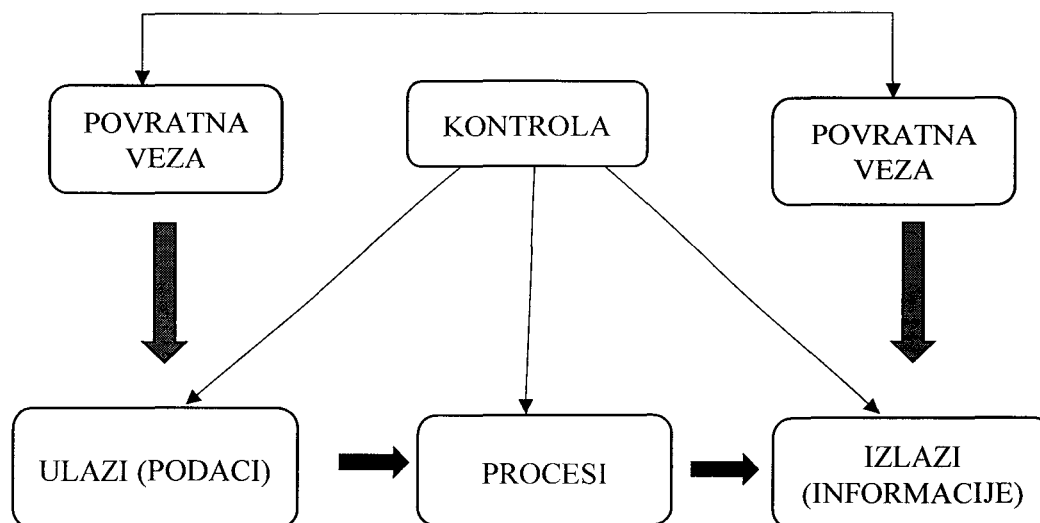 POVRATNA
VEZA
KONTROLA
POVRATNA
VEZA
ULAZI (PODACI)
PROCESI
IZLAZI
(INFORMACIJE)